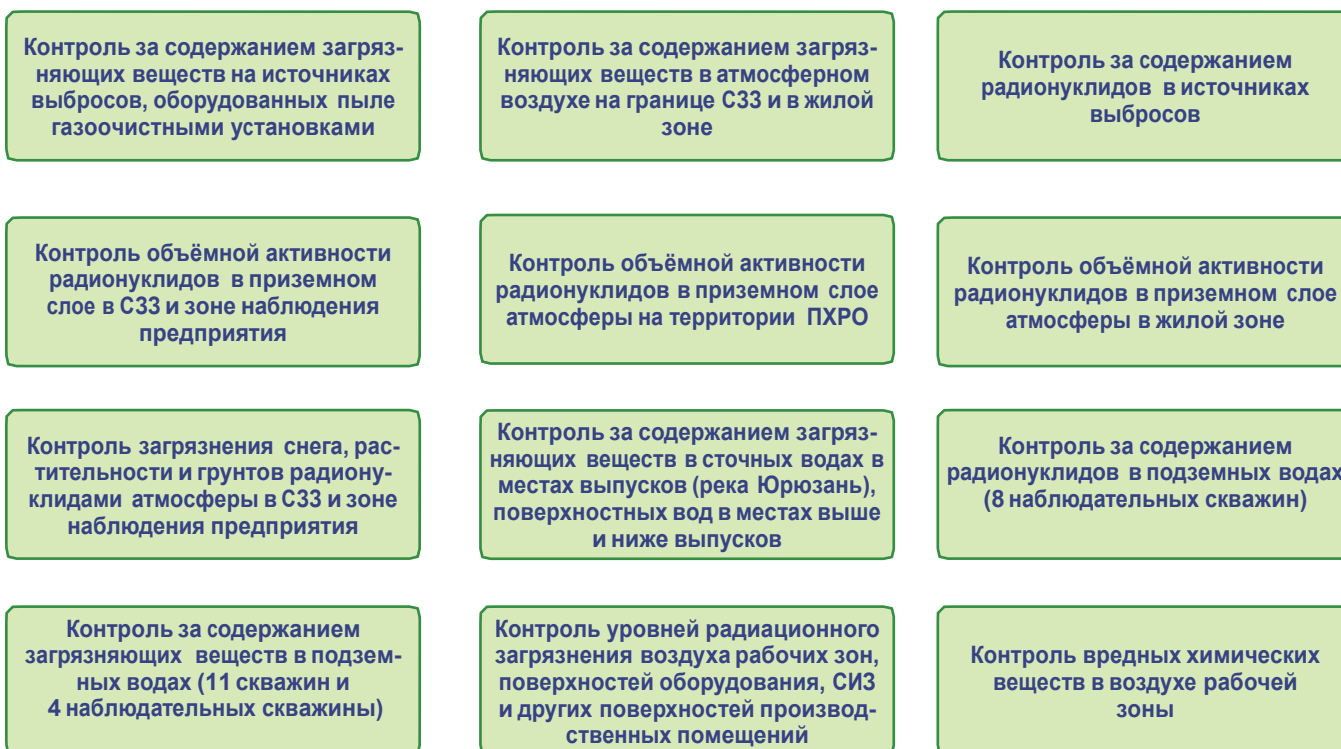 Контроль за содержанием загряз-
няющих веществ на источниках
выбросов, оборудованных пыле
газоочистными установками
Контроль за содержанием загряз-
няющих веществ в атмосферном
воздухе на границе СЗЗ и в жилой
зоне
Контроль за содержанием
радионуклидов в источниках
выбросов
Контроль объёмной активности
радионуклидов в приземном
слое в СЗЗ и зоне наблюдения
предприятия
Контроль объёмной активности
радионуклидов в приземном слое
атмосферы на территории ПХРО
Контроль объёмной активности
радионуклидов в приземном слое
атмосферы в жилой зоне
Контроль загрязнения снега, рас-
тительности и грунтов радиону-
клидами атмосферы в СЗЗ и зоне
наблюдения предприятия
Контроль за содержанием загряз-
няющих веществ в сточных водах в
местах выпусков (река Юрюзань),
поверхностных вод в местах выше
и ниже выпусков
Контроль за содержанием
радионуклидов в подземных водах
(8 наблюдательных скважин)
Контроль за содержанием
загрязняющих веществ в подзем-
ных водах (11 скважин и
4 наблюдательных скважины)
Контроль уровней радиационного
загрязнения воздуха рабочих зон,
поверхностей оборудования, СИЗ
и других поверхностей производ-
ственных помещений
Контроль вредных химических
веществ в воздухе рабочей
зоны